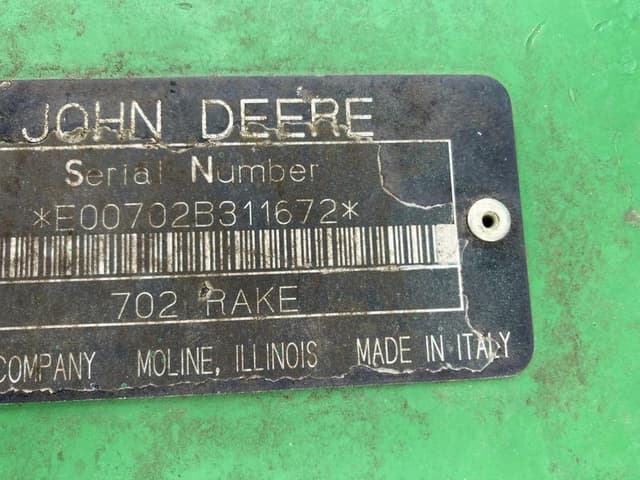 JOHN DEERE
Serial Number
*E00702B311672*
702 RAKE
COMPANY MOLINE, ILLINOIS MADE IN ITALY